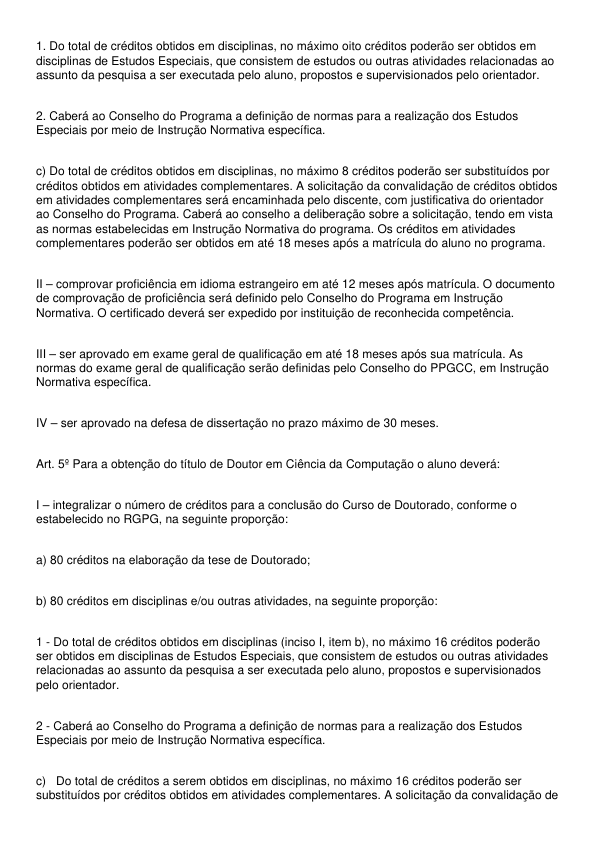 1. Do total de créditos obtidos em disciplinas, no máximo oito créditos poderão ser obtidos em
disciplinas de Estudos Especiais, que consistem de estudos ou outras atividades relacionadas ao
assunto da pesquisa a ser executada pelo aluno, propostos e supervisionados pelo orientador.
2. Caberá ao Conselho do Programa a definição de normas para a realização dos Estudos
Especiais por meio de Instrução Normativa específica.
c) Do total de créditos obtidos em disciplinas, no máximo 8 créditos poderão ser substituídos por
créditos obtidos em atividades complementares. A solicitação da convalidação de créditos obtidos
em atividades complementares será encaminhada pelo discente, com justificativa do orientador
ao Conselho do Programa. Caberá ao conselho a deliberação sobre a solicitação, tendo em vista
as normas estabelecidas em Instrução Normativa do programa. Os créditos em atividades
complementares poderão ser obtidos em até 18 meses após a matrícula do aluno no programa.
II – comprovar proficiência em idioma estrangeiro em até 12 meses após matrícula. O documento
de comprovação de proficiência será definido pelo Conselho do Programa em Instrução
Normativa. O certificado deverá ser expedido por instituição de reconhecida competência.
III – ser aprovado em exame geral de qualificação em até 18 meses após sua matrícula. As
normas do exame geral de qualificação serão definidas pelo Conselho do PPGCC, em Instrução
Normativa específica.
IV – ser aprovado na defesa de dissertação no prazo máximo de 30 meses.
Art. 5º Para a obtenção do título de Doutor em Ciência da Computação o aluno deverá:
I – integralizar o número de créditos para a conclusão do Curso de Doutorado, conforme o
estabelecido no RGPG, na seguinte proporção:
a) 80 créditos na elaboração da tese de Doutorado;
b) 80 créditos em disciplinas e/ou outras atividades, na seguinte proporção:
1 - Do total de créditos obtidos em disciplinas (inciso I, item b), no máximo 16 créditos poderão
ser obtidos em disciplinas de Estudos Especiais, que consistem de estudos ou outras atividades
relacionadas ao assunto da pesquisa a ser executada pelo aluno, propostos e supervisionados
pelo orientador.
2 - Caberá ao Conselho do Programa a definição de normas para a realização dos Estudos
Especiais por meio de Instrução Normativa específica.
c) Do total de créditos a serem obtidos em disciplinas, no máximo 16 créditos poderão ser
substituídos por créditos obtidos em atividades complementares. A solicitação da convalidação de